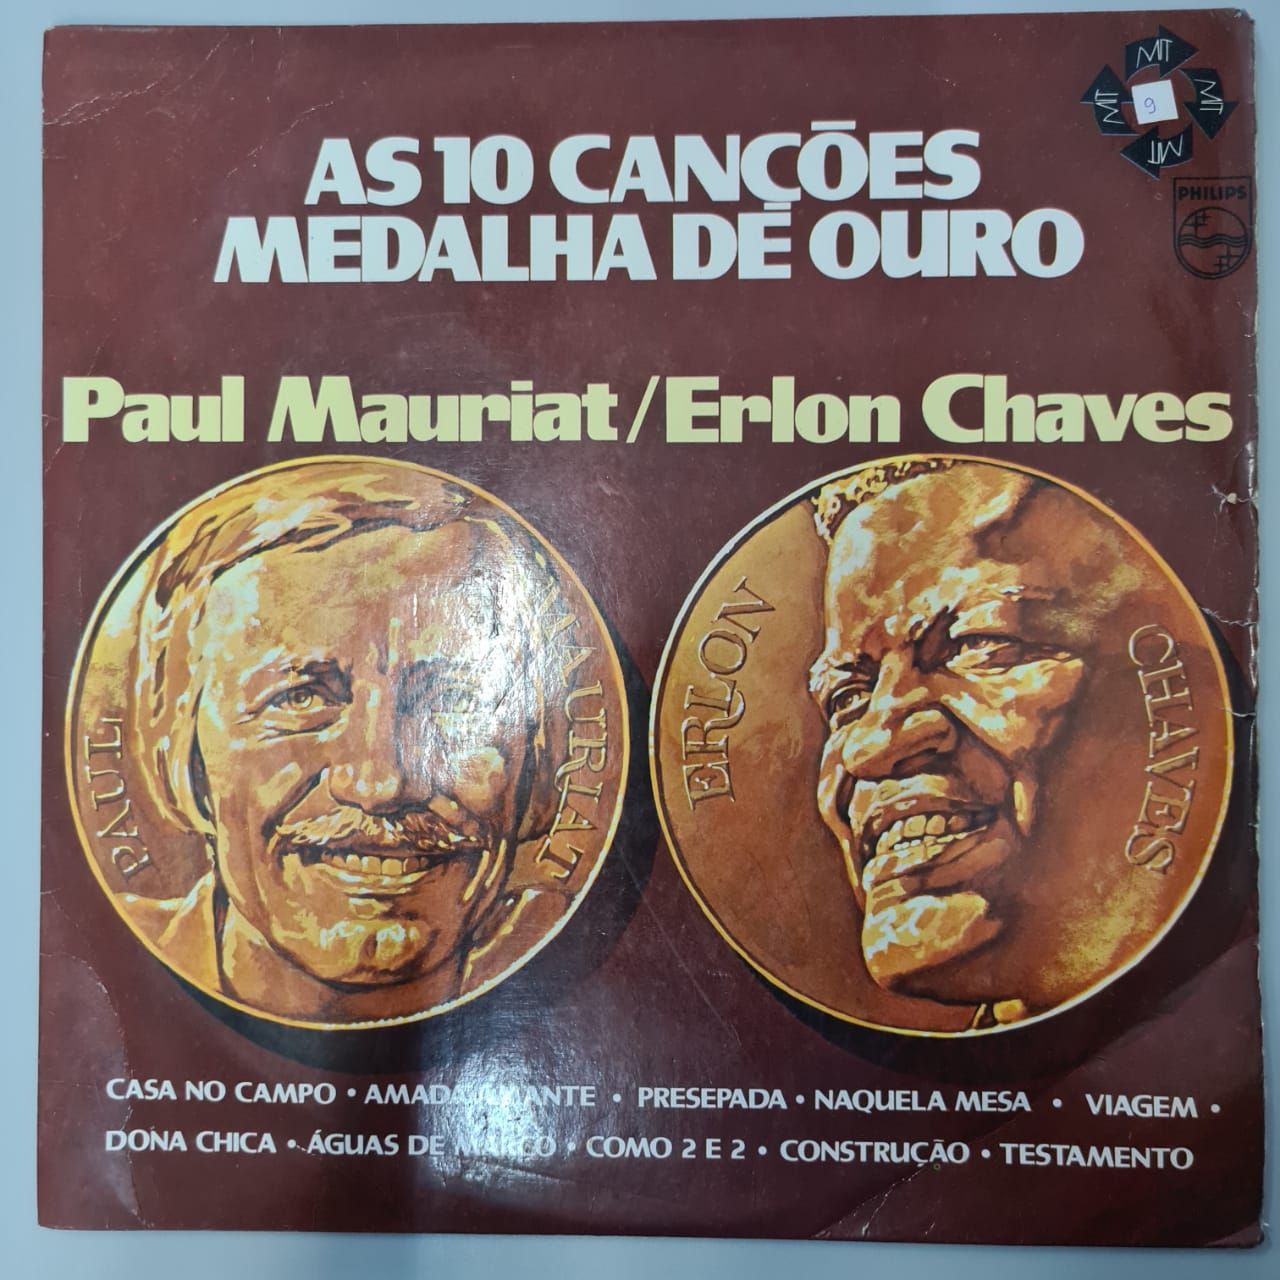 MIT
MIT
MIT
MIT
9
PHILIPS
AS 10 CANÇÕES
MEDALHA DE OURO
Paul Mauriat/Erlon Chaves
PAUL MAURIAT
ERLON CHAVES
CASA NO CAMPO • AMADA AMANTE • PRESEPADA • NAQUELA MESA • VIAGEM •
DONA CHICA • ÁGUAS DE MARÇO • COMO 2 E 2 • CONSTRUÇÃO • TESTAMENTO